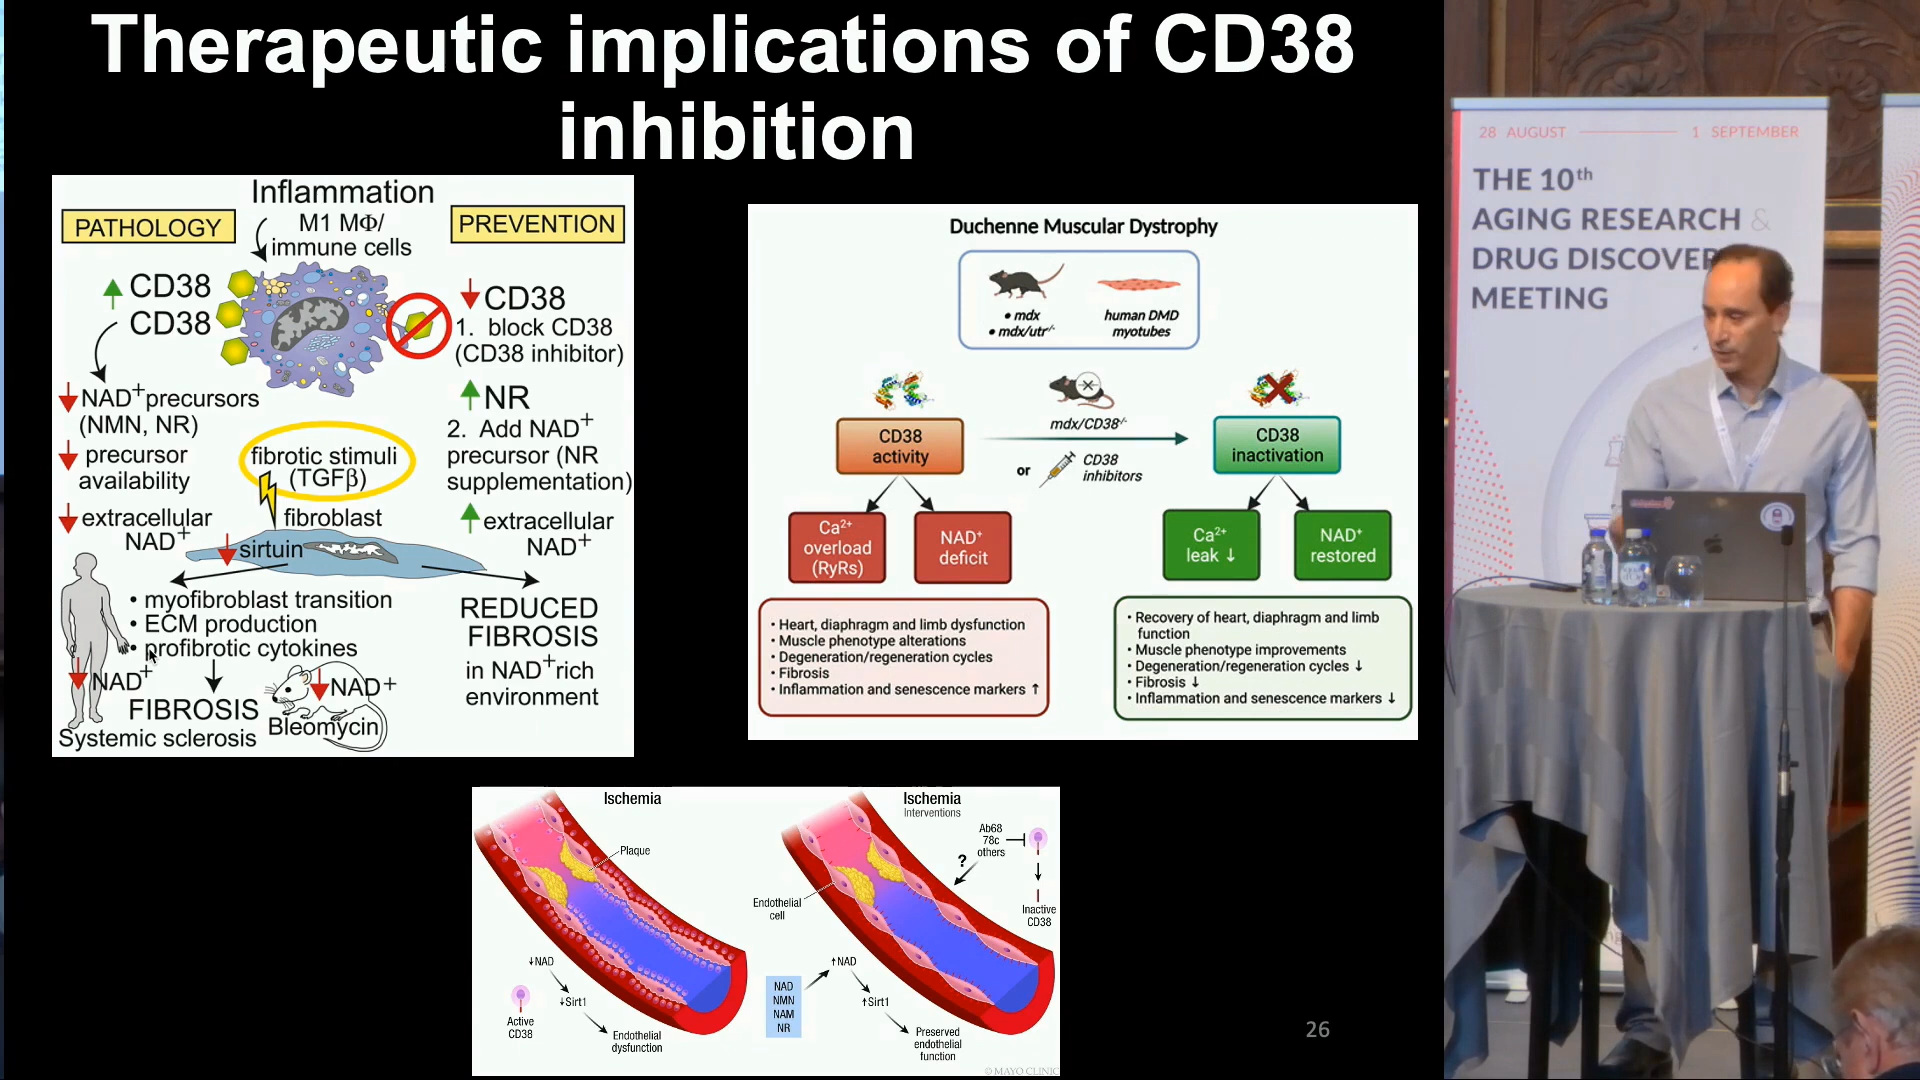 Therapeutic implications of CD38
inhibition
Inflammation
M1 MΦ/
immune cells
PATHOLOGY
PREVENTION
CD38
CD38
CD38
1. block CD38
(CD38 inhibitor)
NAD+ precursors
(NMN, NR)
precursor
availability
extracellular
NAD+
NR
2. Add NAD+
precursor (NR
supplementation)
extracellular
NAD+
fibrotic stimuli
(TGFβ)
fibroblast
sirtuin
• myofibroblast transition
• ECM production
• profibrotic cytokines
NAD+
FIBROSIS
Systemic sclerosis
NAD+
Bleomycin
REDUCED
FIBROSIS
in NAD+rich
environment
Duchenne Muscular Dystrophy
• mdx
• mdx/utr-/-
human DMD
myotubes
CD38
activity
mdx/CD38-/-
or
CD38
inhibitors
CD38
inactivation
Ca2+
overload
(RyRs)
NAD+
deficit
Ca2+
leak ↓
NAD+
restored
• Heart, diaphragm and limb dysfunction
• Muscle phenotype alterations
• Degeneration/regeneration cycles
• Fibrosis
• Inflammation and senescence markers ↑
• Recovery of heart, diaphragm and limb
function
• Muscle phenotype improvements
• Degeneration/regeneration cycles ↓
• Fibrosis ↓
• Inflammation and senescence markers ↓
Ischemia
Plaque
↓NAD
↓Sirt1
Endothelial
dysfunction
Active
CD38
Ischemia
Interventions
Ab68
78c
others
?
Inactive
CD38
Endothelial
cell
NAD
NMN
NAM
NR
↑NAD
↑Sirt1
Preserved
endothelial
function
© MAYO CLINIC
26
28 AUGUST 1 SEPTEMBER
THE 10th
AGING RESEARCH &
DRUG DISCOVER
MEETING